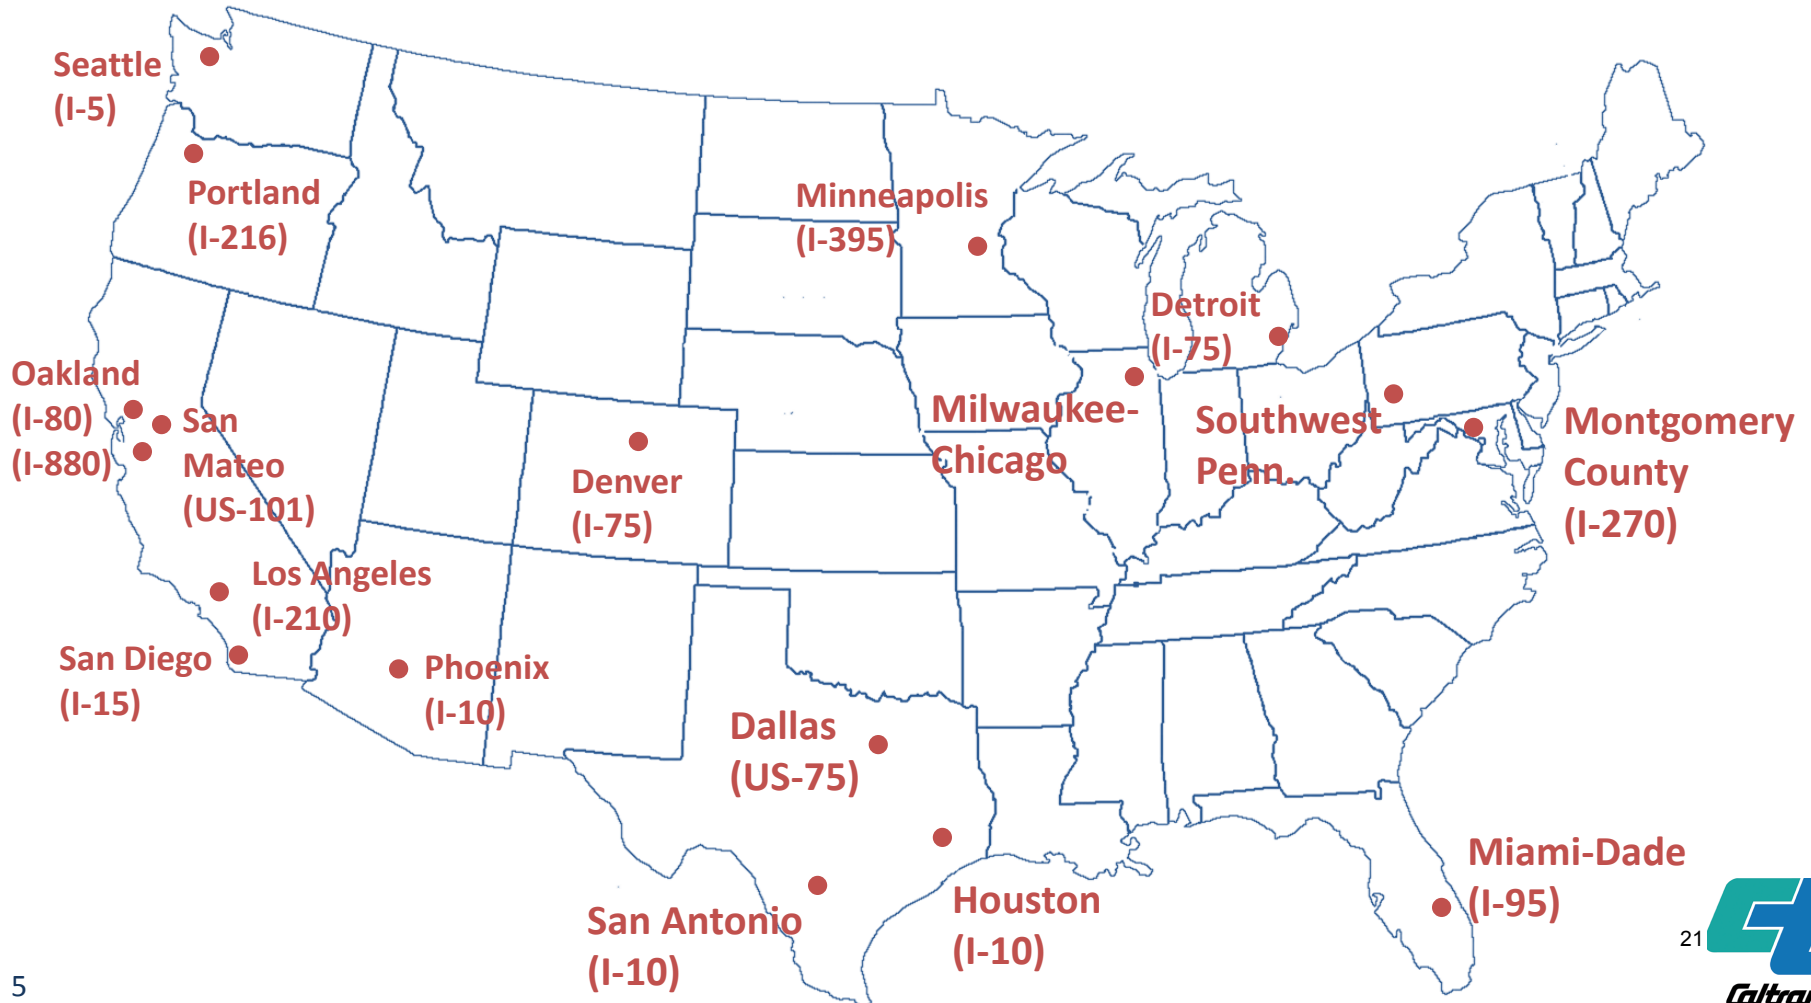 Seattle
(I-5)
Portland
(I-216)
Minneapolis
(I-395)
Detroit
(I-75)
Oakland
(I-80)
(I-880)
San
Mateo
(US-101)
Denver
(I-75)
Milwaukee-
Chicago
Southwest
Penn.
Montgomery
County
(I-270)
Los Angeles
(I-210)
San Diego
(I-15)
Phoenix
(I-10)
Dallas
(US-75)
San Antonio
(I-10)
Houston
(I-10)
Miami-Dade
(I-95)
21
5